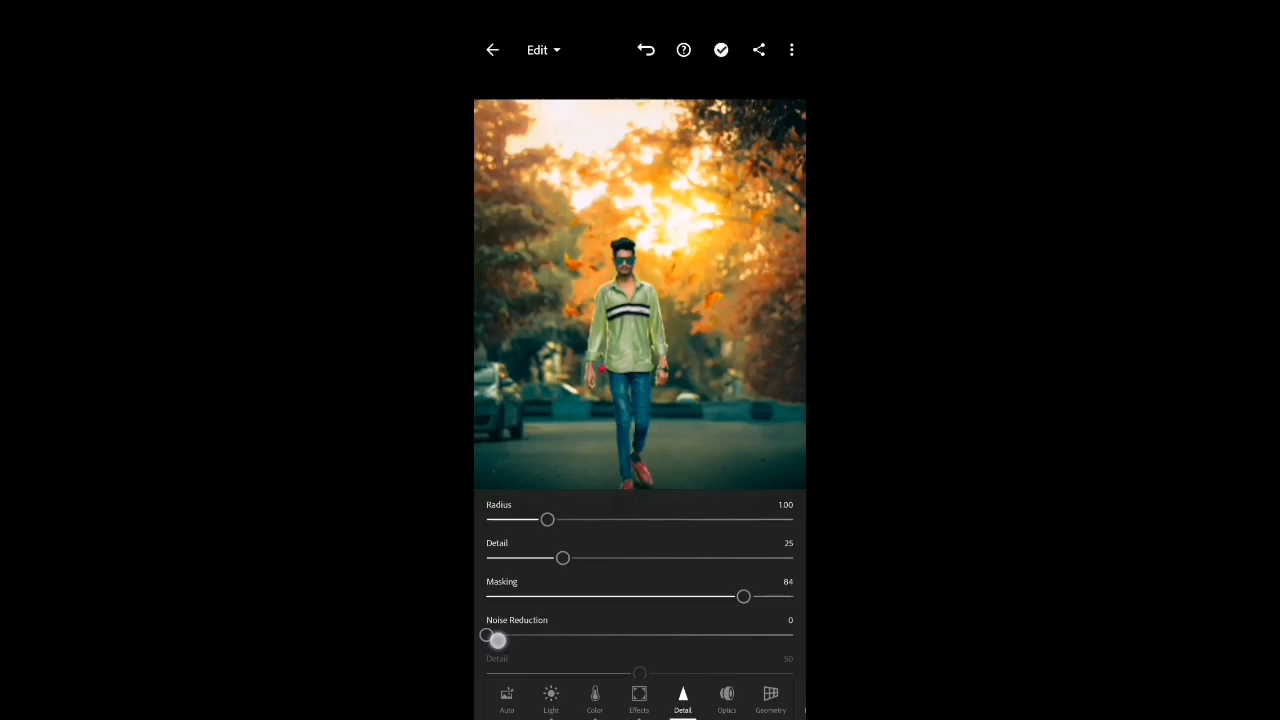 Edit
Radius 1.00
Detail 25
Masking 84
Noise Reduction 0
Detail 50
Auto Light Color Effects Detail Optics Geometry